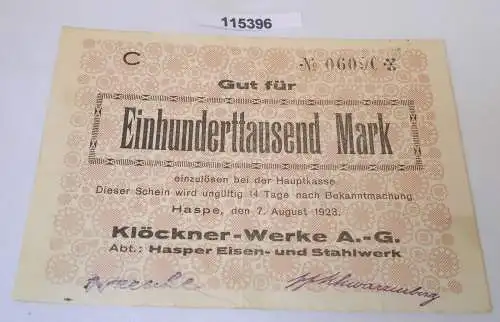 115396
C
№
Gut für
Einhunderttausend Mark
einzulösen bei der Hauptkasse
Dieser Schein wird ungültig 14 Tage nach Bekanntmachung
Haspe, den 7. August 1923.
Klöckner-Werke A.-G.
Abt.: Hasper Eisen- und Stahlwerk